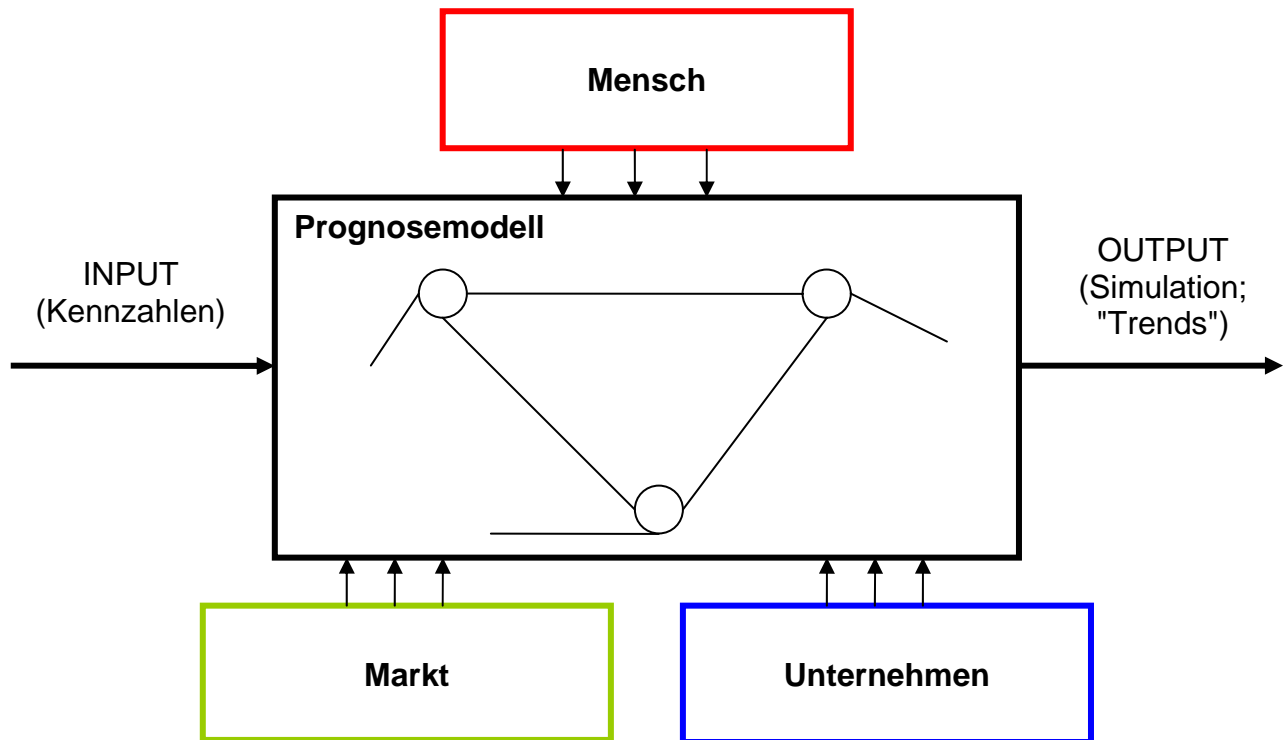 Mensch
Prognosemodell
INPUT
(Kennzahlen)
OUTPUT
(Simulation;
"Trends")
Markt
Unternehmen